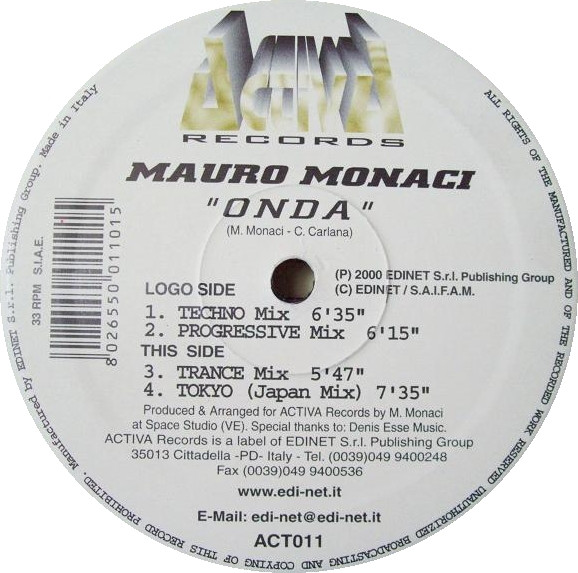 ACTIVA
RECORDS
MAURO MONACI
"ONDA"
(M. Monaci - C. Carlana)
(P) 2000 EDINET S.r.l. Publishing Group
(C) EDINET / S.A.I.F.A.M.
LOGO SIDE
1. TECHNO Mix 6'35"
2. PROGRESSIVE Mix 6'15"
THIS SIDE
3. TRANCE Mix 5'47"
4. TOKYO (Japan Mix) 7'35"
Produced & Arranged for ACTIVA Records by M. Monaci
at Space Studio (VE). Special thanks to: Denis Esse Music.
ACTIVA Records is a label of EDINET S.r.l. Publishing Group
35013 Cittadella -PD- Italy - Tel. (0039)049 9400248
Fax (0039)049 9400536
www.edi-net.it
E-Mail: edi-net@edi-net.it
ACT011
33 RPM S.I.A.E.
8 026550 011015
Manufactured by EDINET S.r.l. Publishing Group. Made in Italy
ALL RIGHTS OF THE MANUFACTURED AND OF THE RECORDED WORK RESERVED UNAUTHORIZED BROADCASTING AND COPYING OF THIS RECORD PROHIBITED.